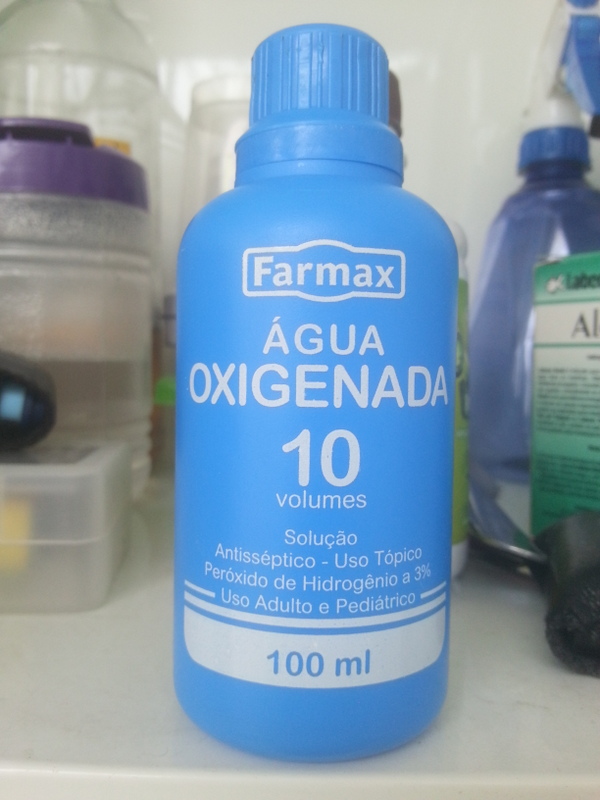 Farmax
ÁGUA
OXIGENADA
10
volumes
Solução
Antisséptico - Uso Tópico
Peróxido de Hidrogênio a 3%
Uso Adulto e Pediátrico
100 ml